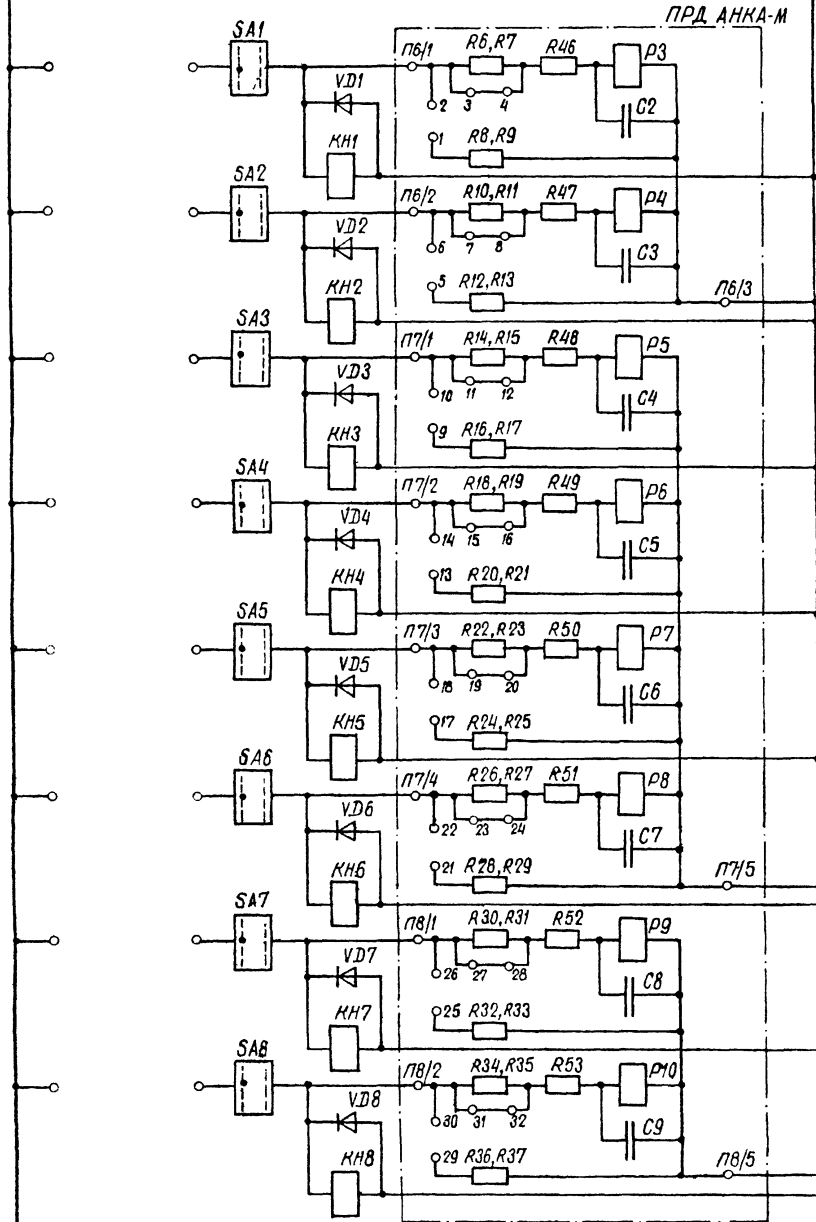 ПРД АНКА-М
SA1
П6/1
R6, R7
R46
P3
VD1
2
3
4
C2
KH1
1
R8, R9
SA2
П6/2
R10, R11
R47
P4
VD2
6
7
8
C3
KH2
5
R12, R13
П6/3
SA3
П7/1
R14, R15
R48
P5
VD3
10
11
12
C4
KH3
9
R16, R17
SA4
П7/2
R18, R19
R49
P6
VD4
14
15
16
C5
KH4
13
R20, R21
SA5
П7/3
R22, R23
R50
P7
VD5
18
19
20
C6
KH5
17
R24, R25
SA6
П7/4
R26, R27
R51
P8
VD6
22
23
24
C7
KH6
21
R28, R29
П7/5
SA7
П8/1
R30, R31
R52
P9
VD7
26
27
28
C8
KH7
25
R32, R33
SA8
П8/2
R34, R35
R53
P10
VD8
30
31
32
C9
KH8
29
R36, R37
П8/5